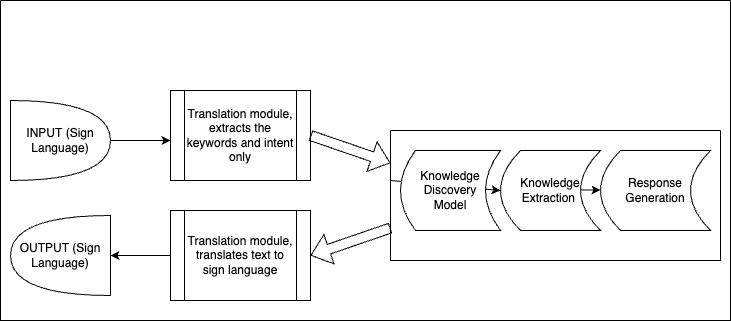 INPUT (Sign
Language)
Translation module,
extracts the
keywords and intent
only
Knowledge
Discovery
Model
Knowledge
Extraction
Response
Generation
OUTPUT (Sign
Language)
Translation module,
translates text to
sign language